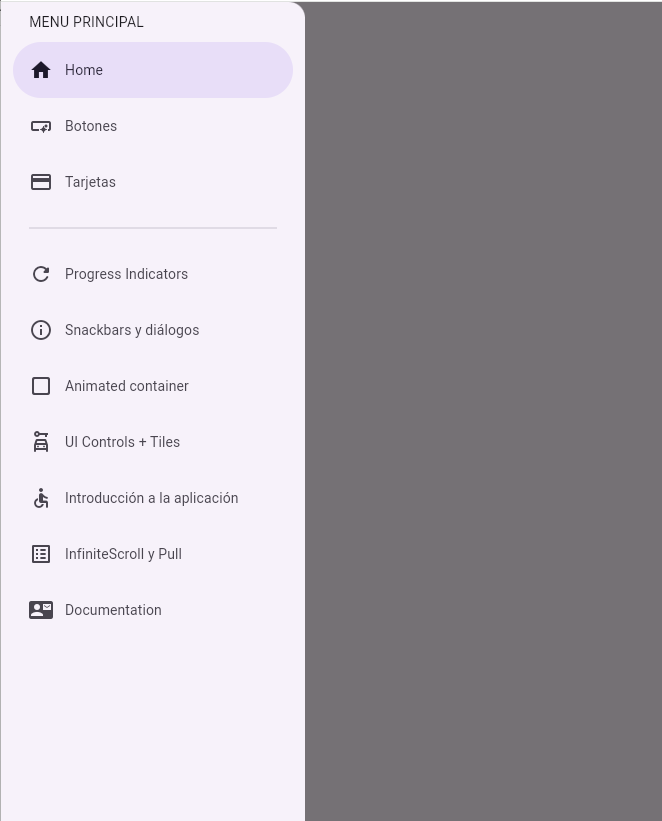 MENU PRINCIPAL
Home
Botones
Tarjetas
Progress Indicators
Snackbars y diálogos
Animated container
UI Controls + Tiles
Introducción a la aplicación
InfiniteScroll y Pull
Documentation